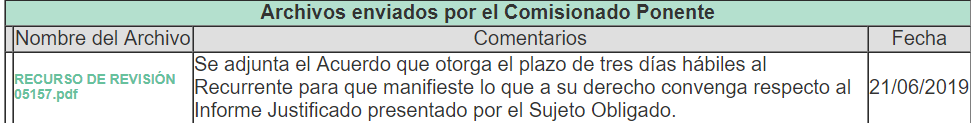 Archivos enviados por el Comisionado Ponente
Nombre del Archivo Comentarios Fecha
RECURSO DE REVISIÓN
05157.pdf
Se adjunta el Acuerdo que otorga el plazo de tres días hábiles al
Recurrente para que manifieste lo que a su derecho convenga respecto al
Informe Justificado presentado por el Sujeto Obligado.
21/06/2019